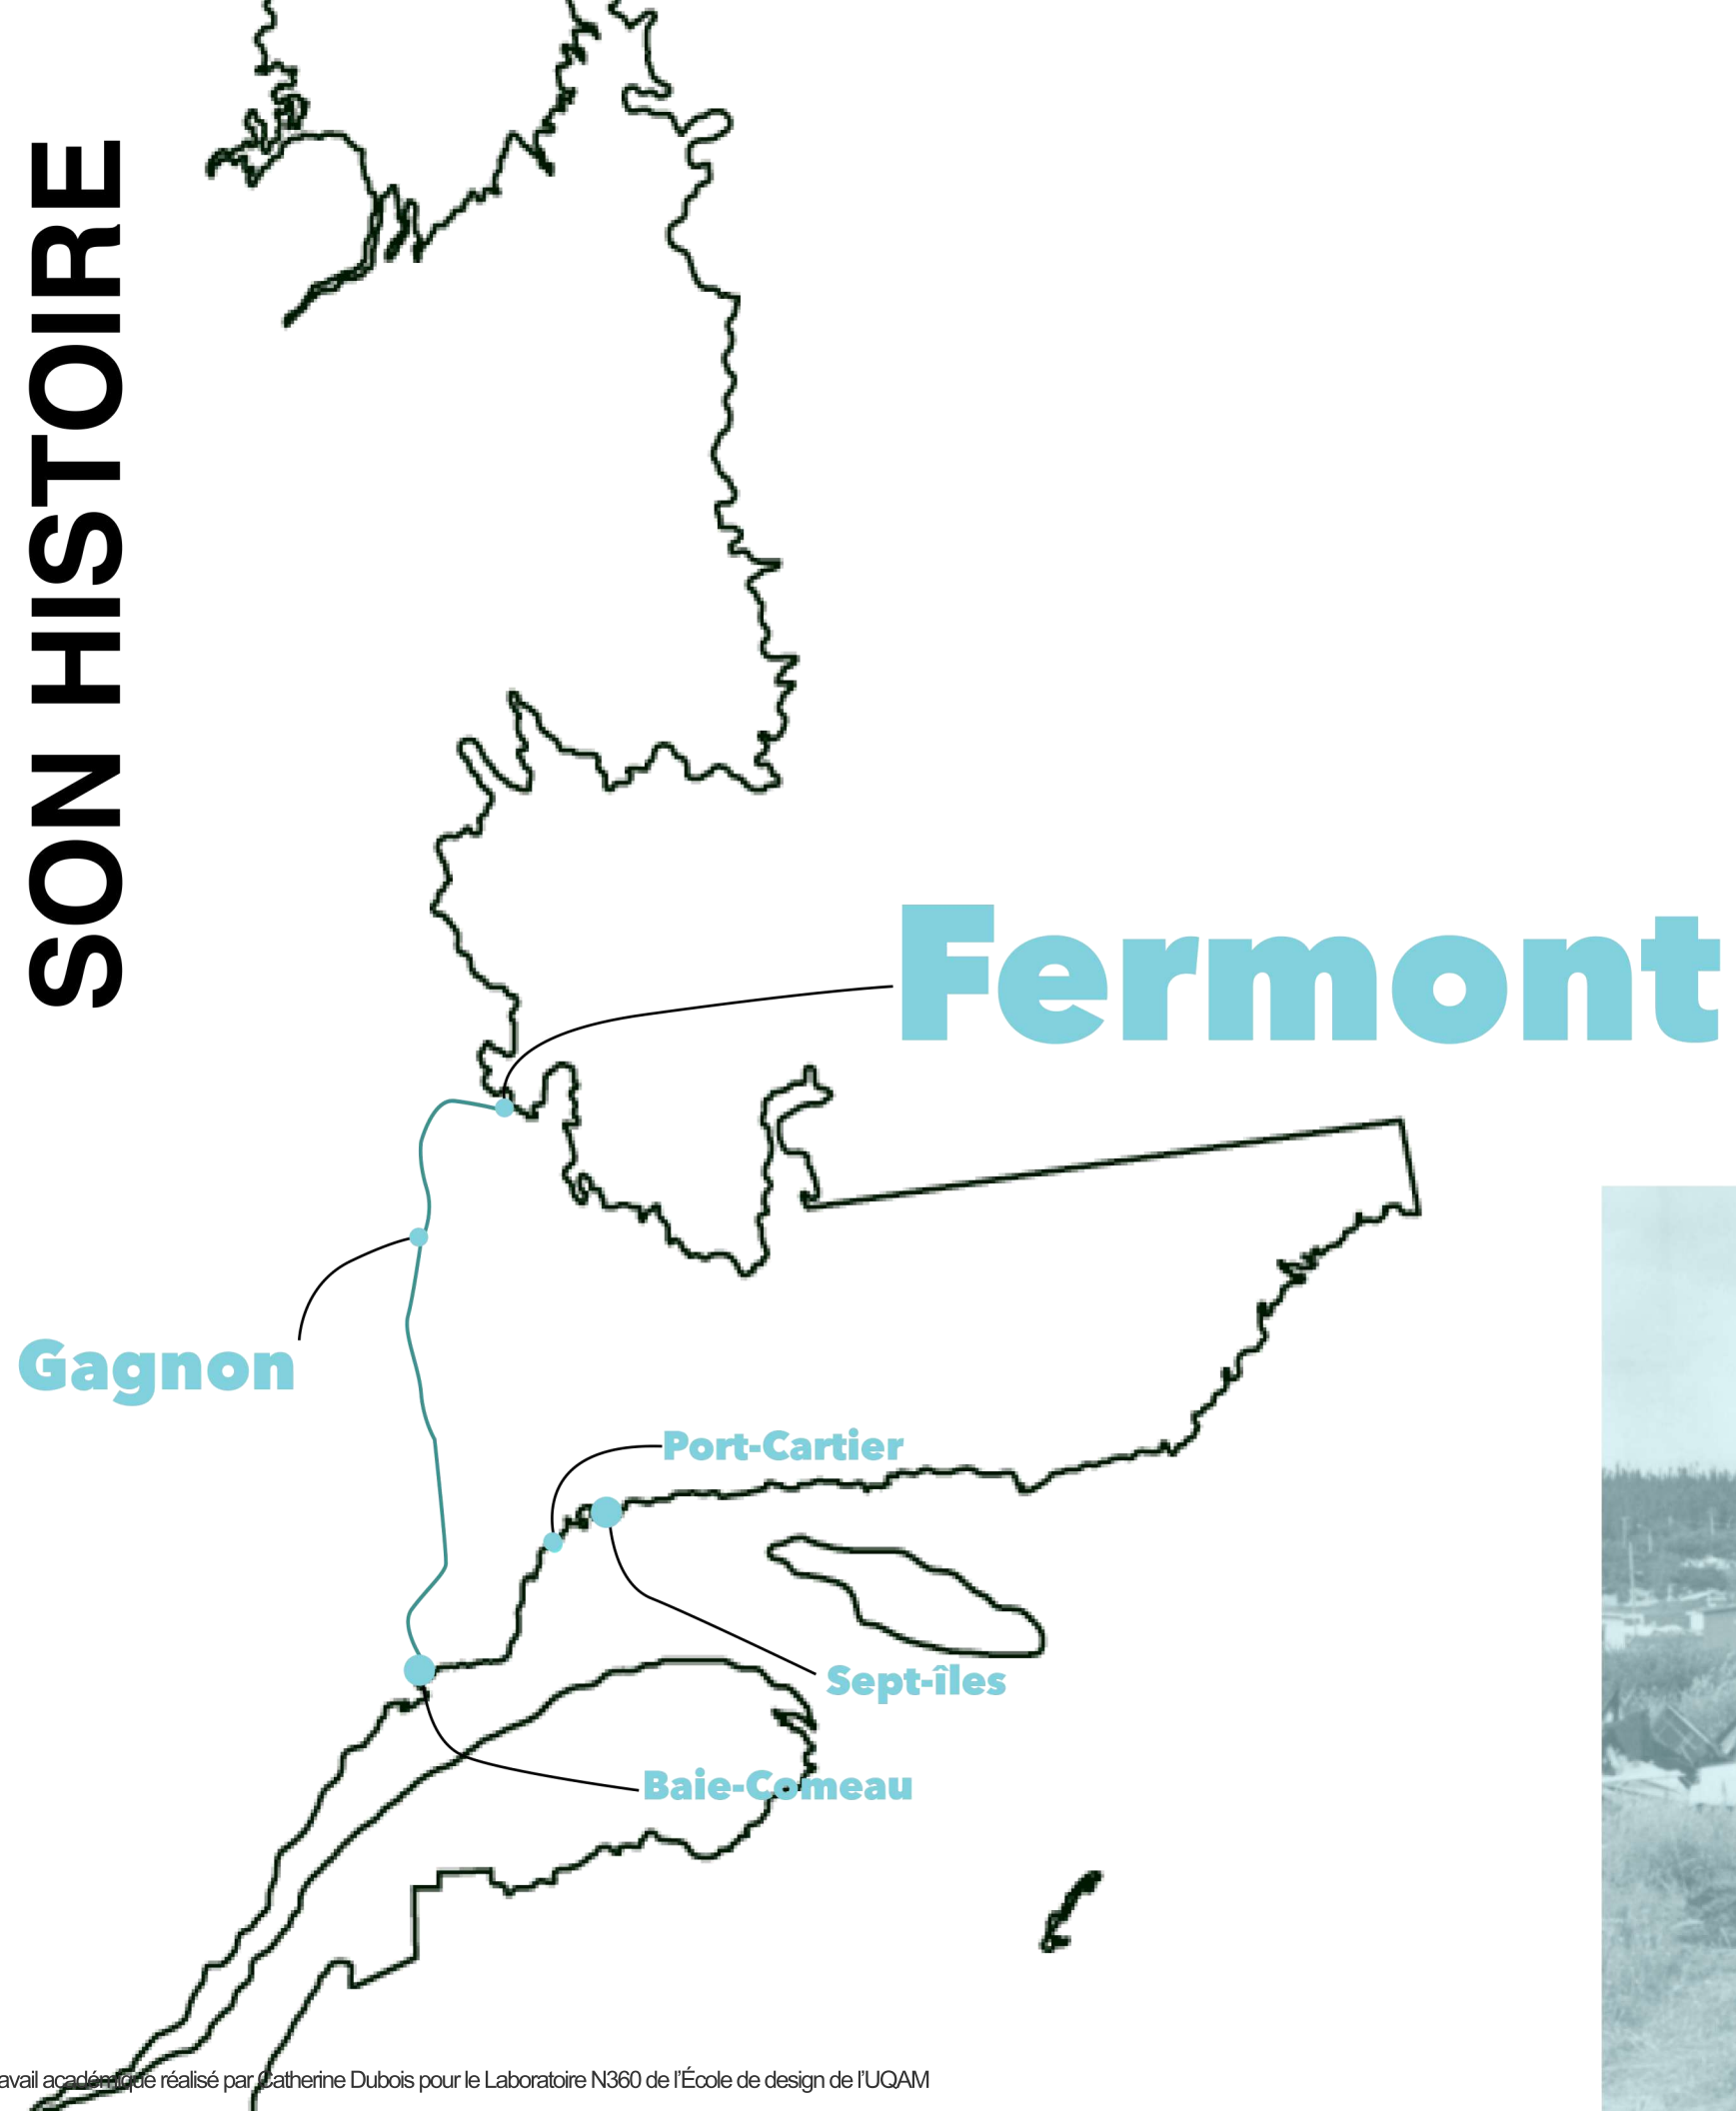 SON HISTOIRE
Fermont
Gagnon
Port-Cartier
Sept-îles
Baie-Comeau
avail académique réalisé par Catherine Dubois pour le Laboratoire N360 de l'École de design de l'UQAM